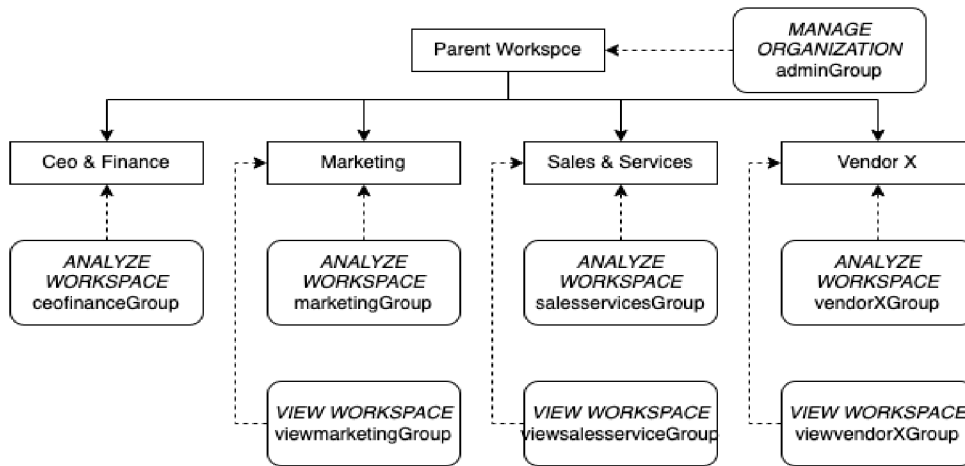 MANAGE
ORGANIZATION
adminGroup
Parent Workspce
Ceo & Finance
Marketing
Sales & Services
Vendor X
ANALYZE
WORKSPACE
ceofinanceGroup
ANALYZE
WORKSPACE
marketingGroup
ANALYZE
WORKSPACE
salesservicesGroup
ANALYZE
WORKSPACE
vendorXGroup
VIEW WORKSPACE
viewmarketingGroup
VIEW WORKSPACE
viewsalesserviceGroup
VIEW WORKSPACE
viewvendorXGroup